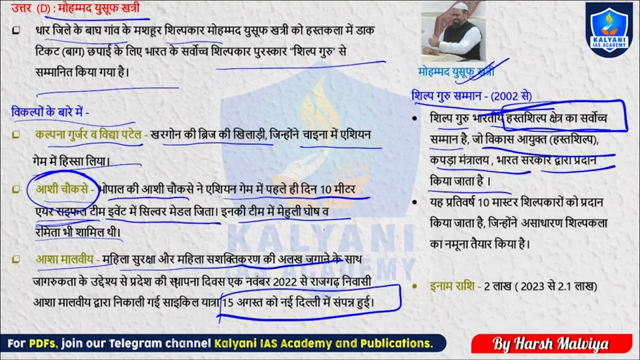 उत्तर (D) : मोहम्मद यूसुफ खत्री
धार जिले के बाघ गांव के मशहूर शिल्पकार मोहम्मद यूसुफ खत्री को हस्तकला में डाक
टिकट (बाग) छपाई के लिए भारत के सर्वोच्च शिल्पकार पुरस्कार "शिल्प गुरु' से
सम्मानित किया गया है।
विकल्पों के बारे में -
कल्पना गुर्जर व विद्या पटेल - खरगोन की ब्रिज की खिलाड़ी, जिन्होंने चाइना में एशियन
गेम में हिस्सा लिया।
आशी चौकसे - भोपाल की आशी चौकसे ने एशियन गेम में पहले ही दिन 10 मीटर
एयर राइफल टीम इवेंट में सिल्वर मेडल जिता। इनकी टीम में मेहुली घोष व
रमिता भी शामिल थी।
आशा मालवीय - महिला सुरक्षा और महिला सशक्तिकरण की अलख जगाने के साथ
जागरुकता के उद्देश्य से प्रदेश की स्थापना दिवस एक नवंबर 2022 से राजगढ़ निवासी
आशा मालवीय द्वारा निकाली गई साइकिल यात्रा 15 अगस्त को नई दिल्ली में संपन्न हुई।
KALYANI
IAS ACADEMY
मोहम्मद यूसुफ खत्री
शिल्प गुरु सम्मान - (2002 से)
शिल्प गुरु भारतीय हस्तशिल्प क्षेत्र का सर्वोच्च
सम्मान है, जो विकास आयुक्त (हस्तशिल्प),
कपड़ा मंत्रालय, भारत सरकार द्वारा प्रदान
किया जाता है ।
यह प्रतिवर्ष 10 मास्टर शिल्पकारों को प्रदान
किया जाता है, जिन्होंने असाधारण शिल्पकला
का नमूना तैयार किया है।
इनाम राशि - 2 लाख ( 2023 से 2.1 लाख)
KALYANI
IAS ACADEMY
For PDFs, join our Telegram channel Kalyani IAS Academy and Publications.
By Harsh Malviya